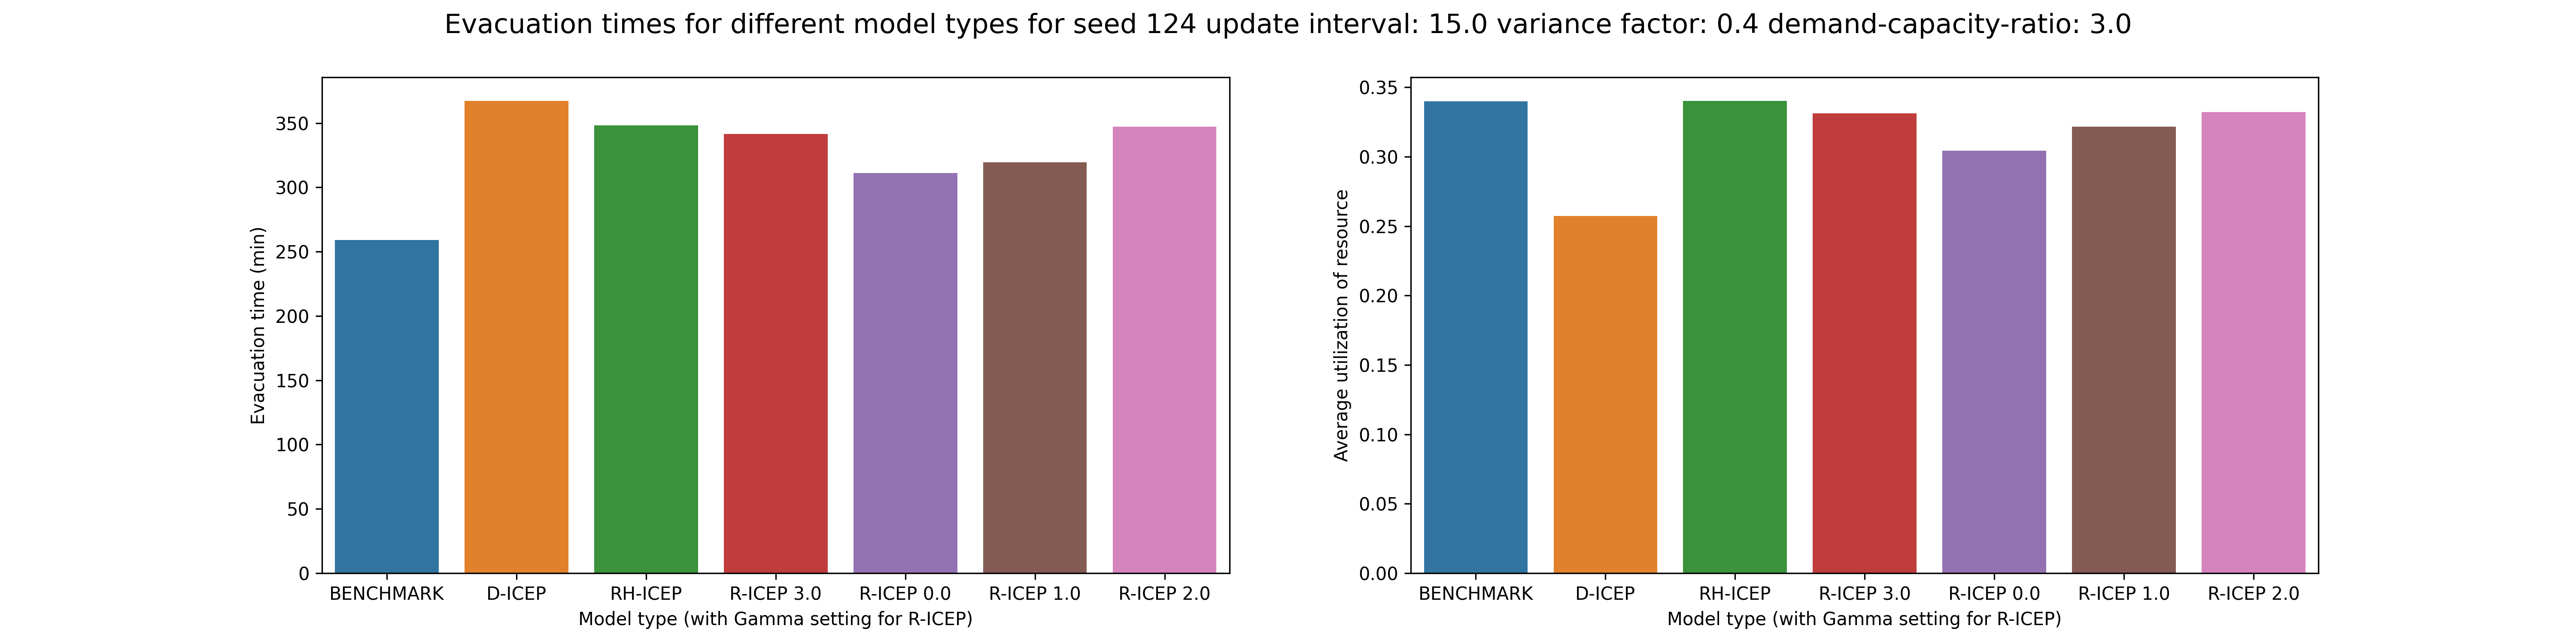 Evacuation times for different model types for seed 124 update interval: 15.0 variance factor: 0.4 demand-capacity-ratio: 3.0
Evacuation time (min)
350
300
250
200
150
100
50
0
BENCHMARK
D-ICEP
RH-ICEP
R-ICEP 3.0
R-ICEP 0.0
R-ICEP 1.0
R-ICEP 2.0
Model type (with Gamma setting for R-ICEP)
Average utilization of resource
0.35
0.30
0.25
0.20
0.15
0.10
0.05
0.00
BENCHMARK
D-ICEP
RH-ICEP
R-ICEP 3.0
R-ICEP 0.0
R-ICEP 1.0
R-ICEP 2.0
Model type (with Gamma setting for R-ICEP)